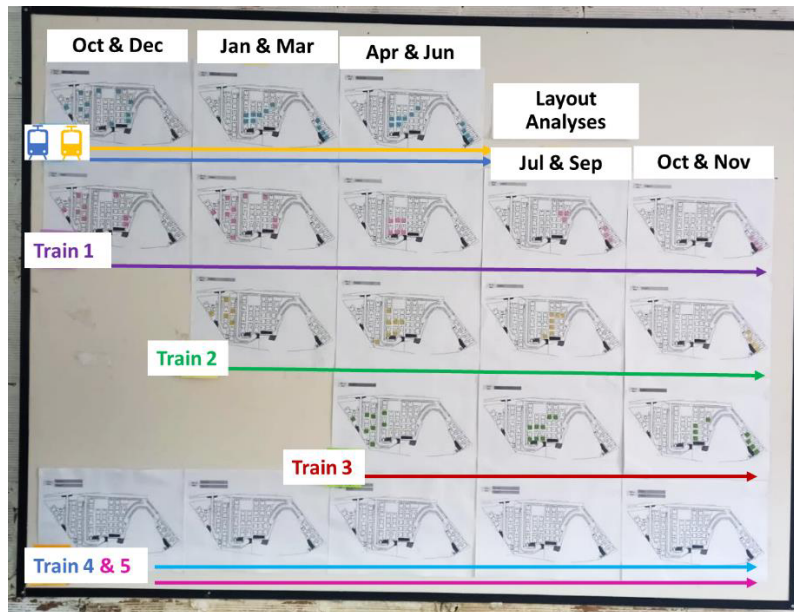 Oct & Dec
Jan & Mar
Apr & Jun
Layout
Analyses
Jul & Sep
Oct & Nov
Train 1
Train 2
Train 3
Train 4 & 5